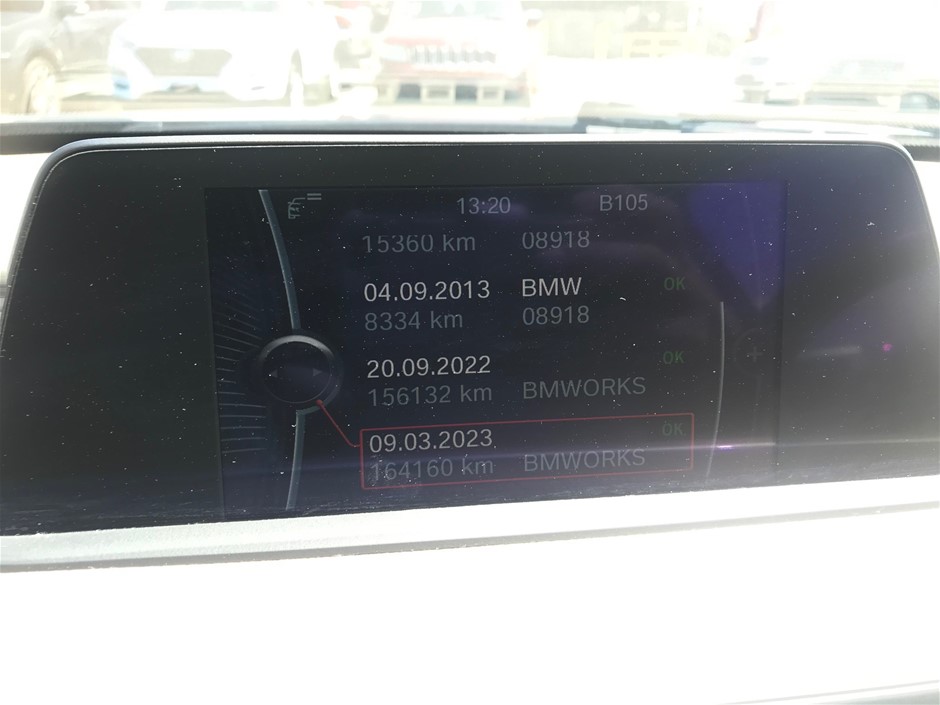 13:20 B105
15360 km 08918
04.09.2013 BMW OK
8334 km 08918
20.09.2022 OK
156132 km BMWORKS
09.03.2023 OK
164160 km BMWORKS